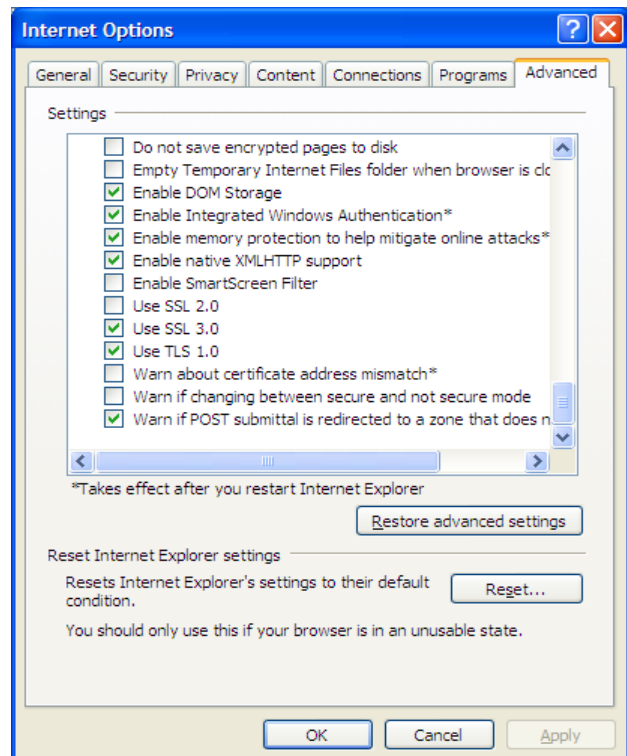 Internet Options
General Security Privacy Content Connections Programs Advanced
Settings
Do not save encrypted pages to disk
Empty Temporary Internet Files folder when browser is clo
Enable DOM Storage
Enable Integrated Windows Authentication*
Enable memory protection to help mitigate online attacks*
Enable native XMLHTTP support
Enable SmartScreen Filter
Use SSL 2.0
Use SSL 3.0
Use TLS 1.0
Warn about certificate address mismatch*
Warn if changing between secure and not secure mode
Warn if POST submittal is redirected to a zone that does n
*Takes effect after you restart Internet Explorer
Restore advanced settings
Reset Internet Explorer settings
Resets Internet Explorer's settings to their default
condition.
Reset...
You should only use this if your browser is in an unusable state.
OK Cancel Apply